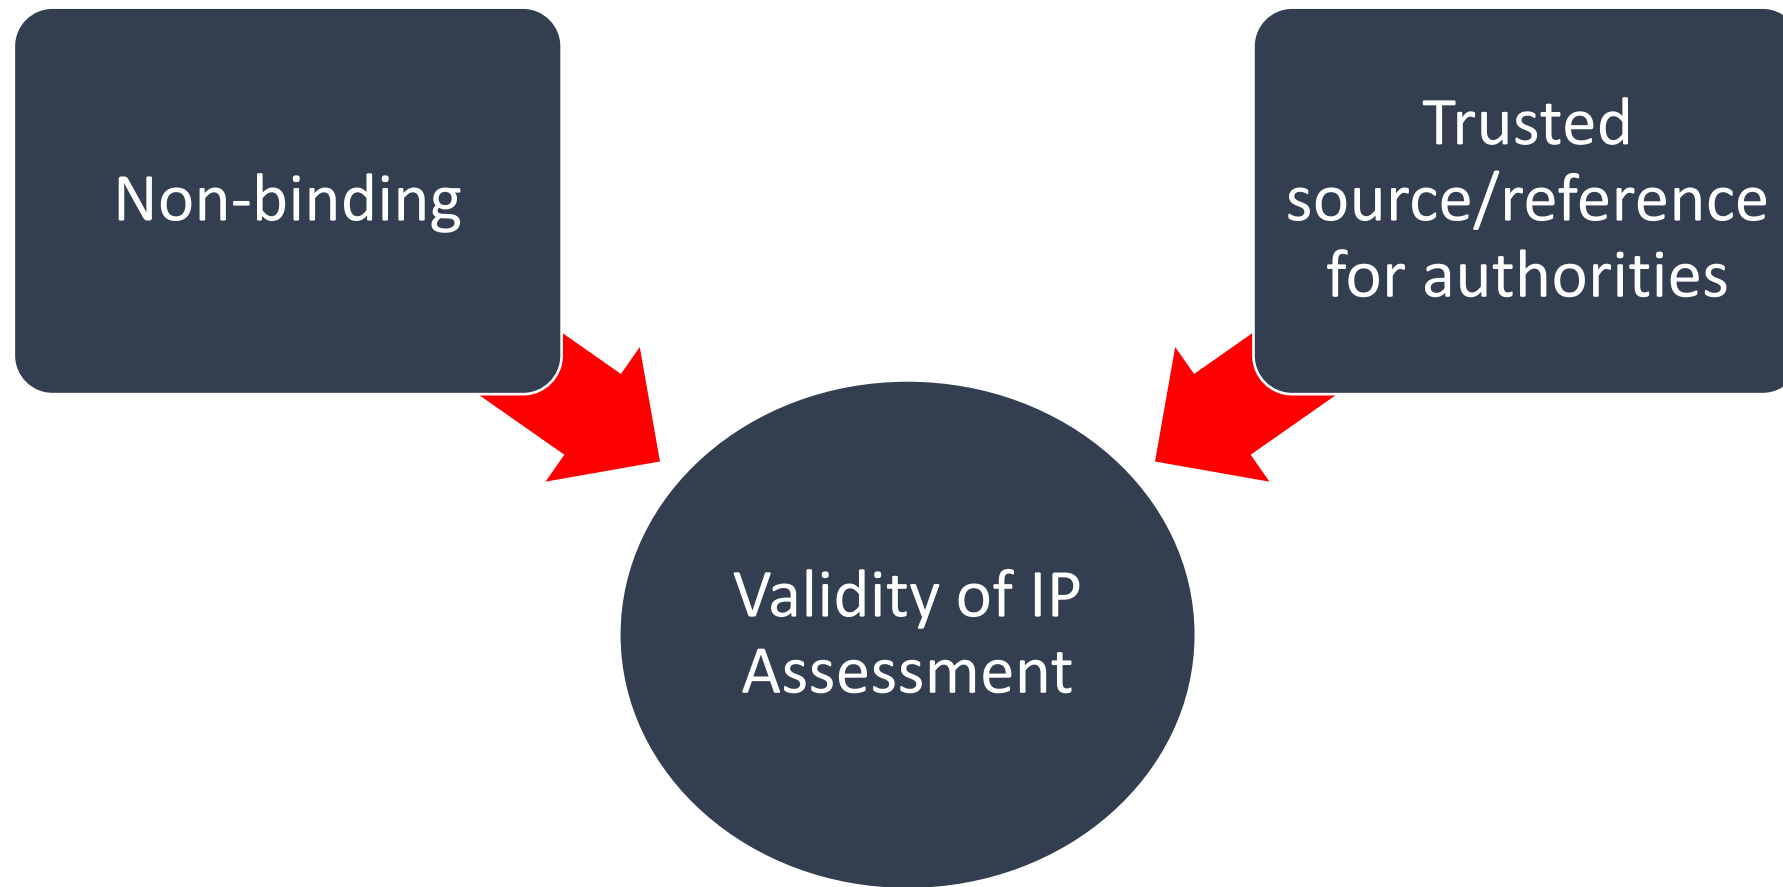 Non-binding
Trusted
source/reference
for authorities
Validity of IP
Assessment